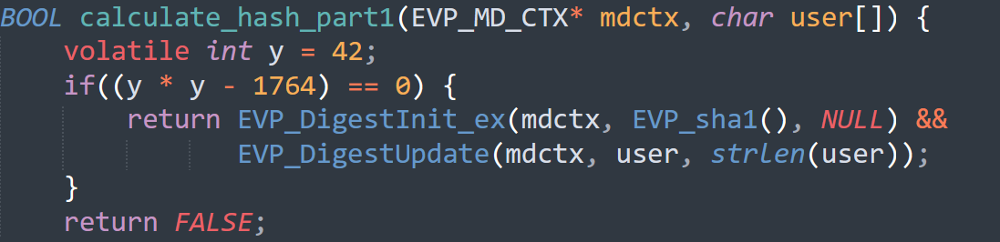 BOOL calculate_hash_part1(EVP_MD_CTX* mdctx, char user[]) {
    volatile int y = 42;
    if((y * y - 1764) == 0) {
        return EVP_DigestInit_ex(mdctx, EVP_sha1(), NULL) &&
               EVP_DigestUpdate(mdctx, user, strlen(user));
    }
    return FALSE;